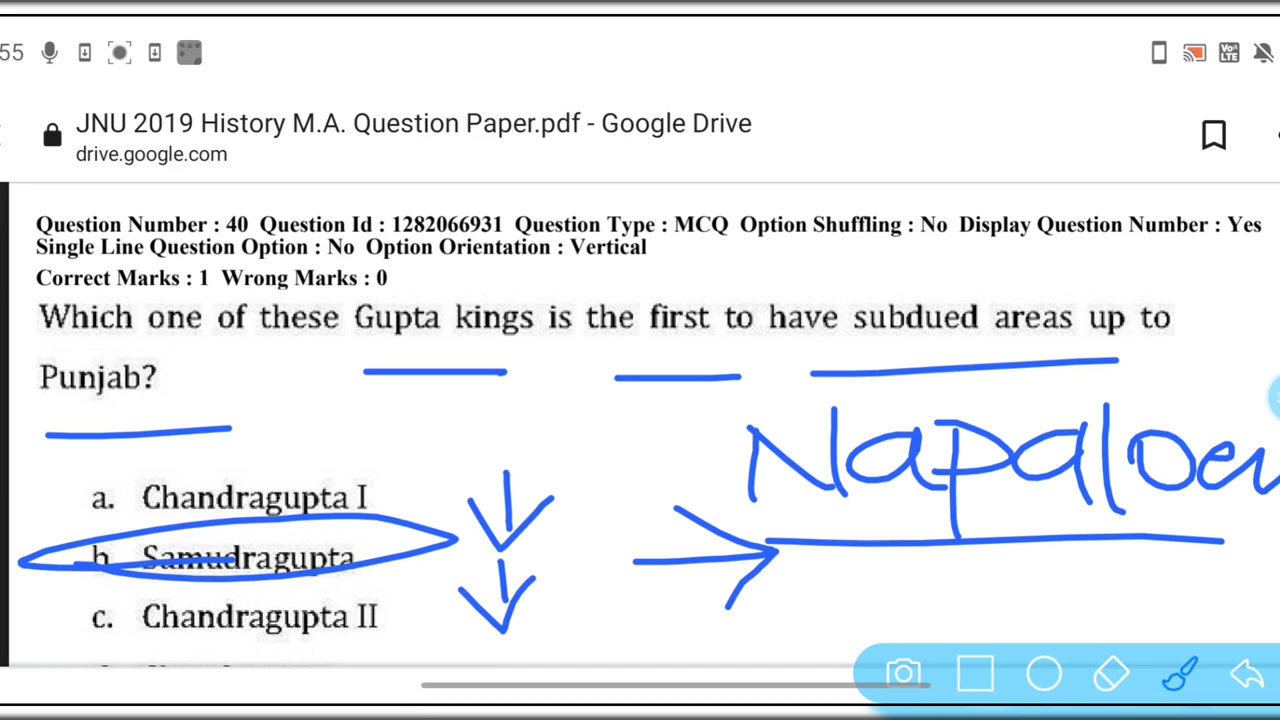 55
Vo)) LTE
JNU 2019 History M.A. Question Paper.pdf - Google Drive
drive.google.com
Question Number : 40 Question Id : 1282066931 Question Type : MCQ Option Shuffling : No Display Question Number : Yes
Single Line Question Option : No Option Orientation : Vertical
Correct Marks : 1 Wrong Marks : 0
Which one of these Gupta kings is the first to have subdued areas up to
Punjab?
Napaloen
a. Chandragupta I
b. Samudragupta
c. Chandragupta II